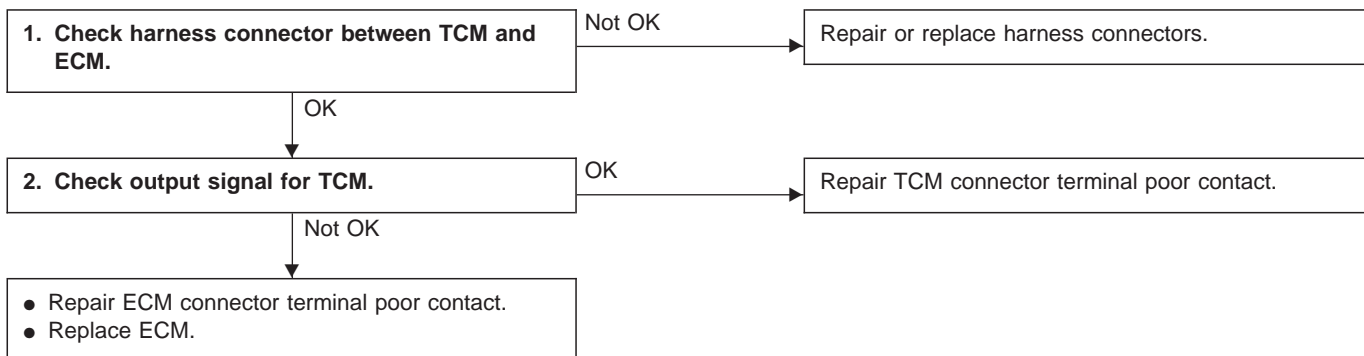 1. Check harness connector between TCM and
ECM.
Not OK
Repair or replace harness connectors.
OK
2. Check output signal for TCM.
OK
Repair TCM connector terminal poor contact.
Not OK
● Repair ECM connector terminal poor contact.
● Replace ECM.